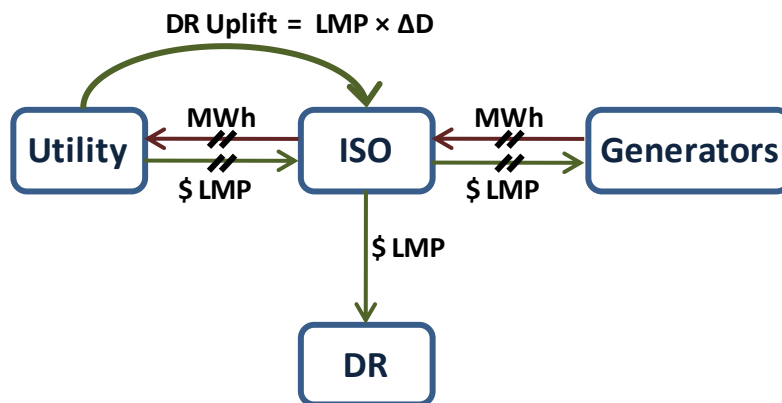 DR Uplift = LMP × ΔD
MWh
MWh
Utility
ISO
Generators
$ LMP
$ LMP
$ LMP
DR